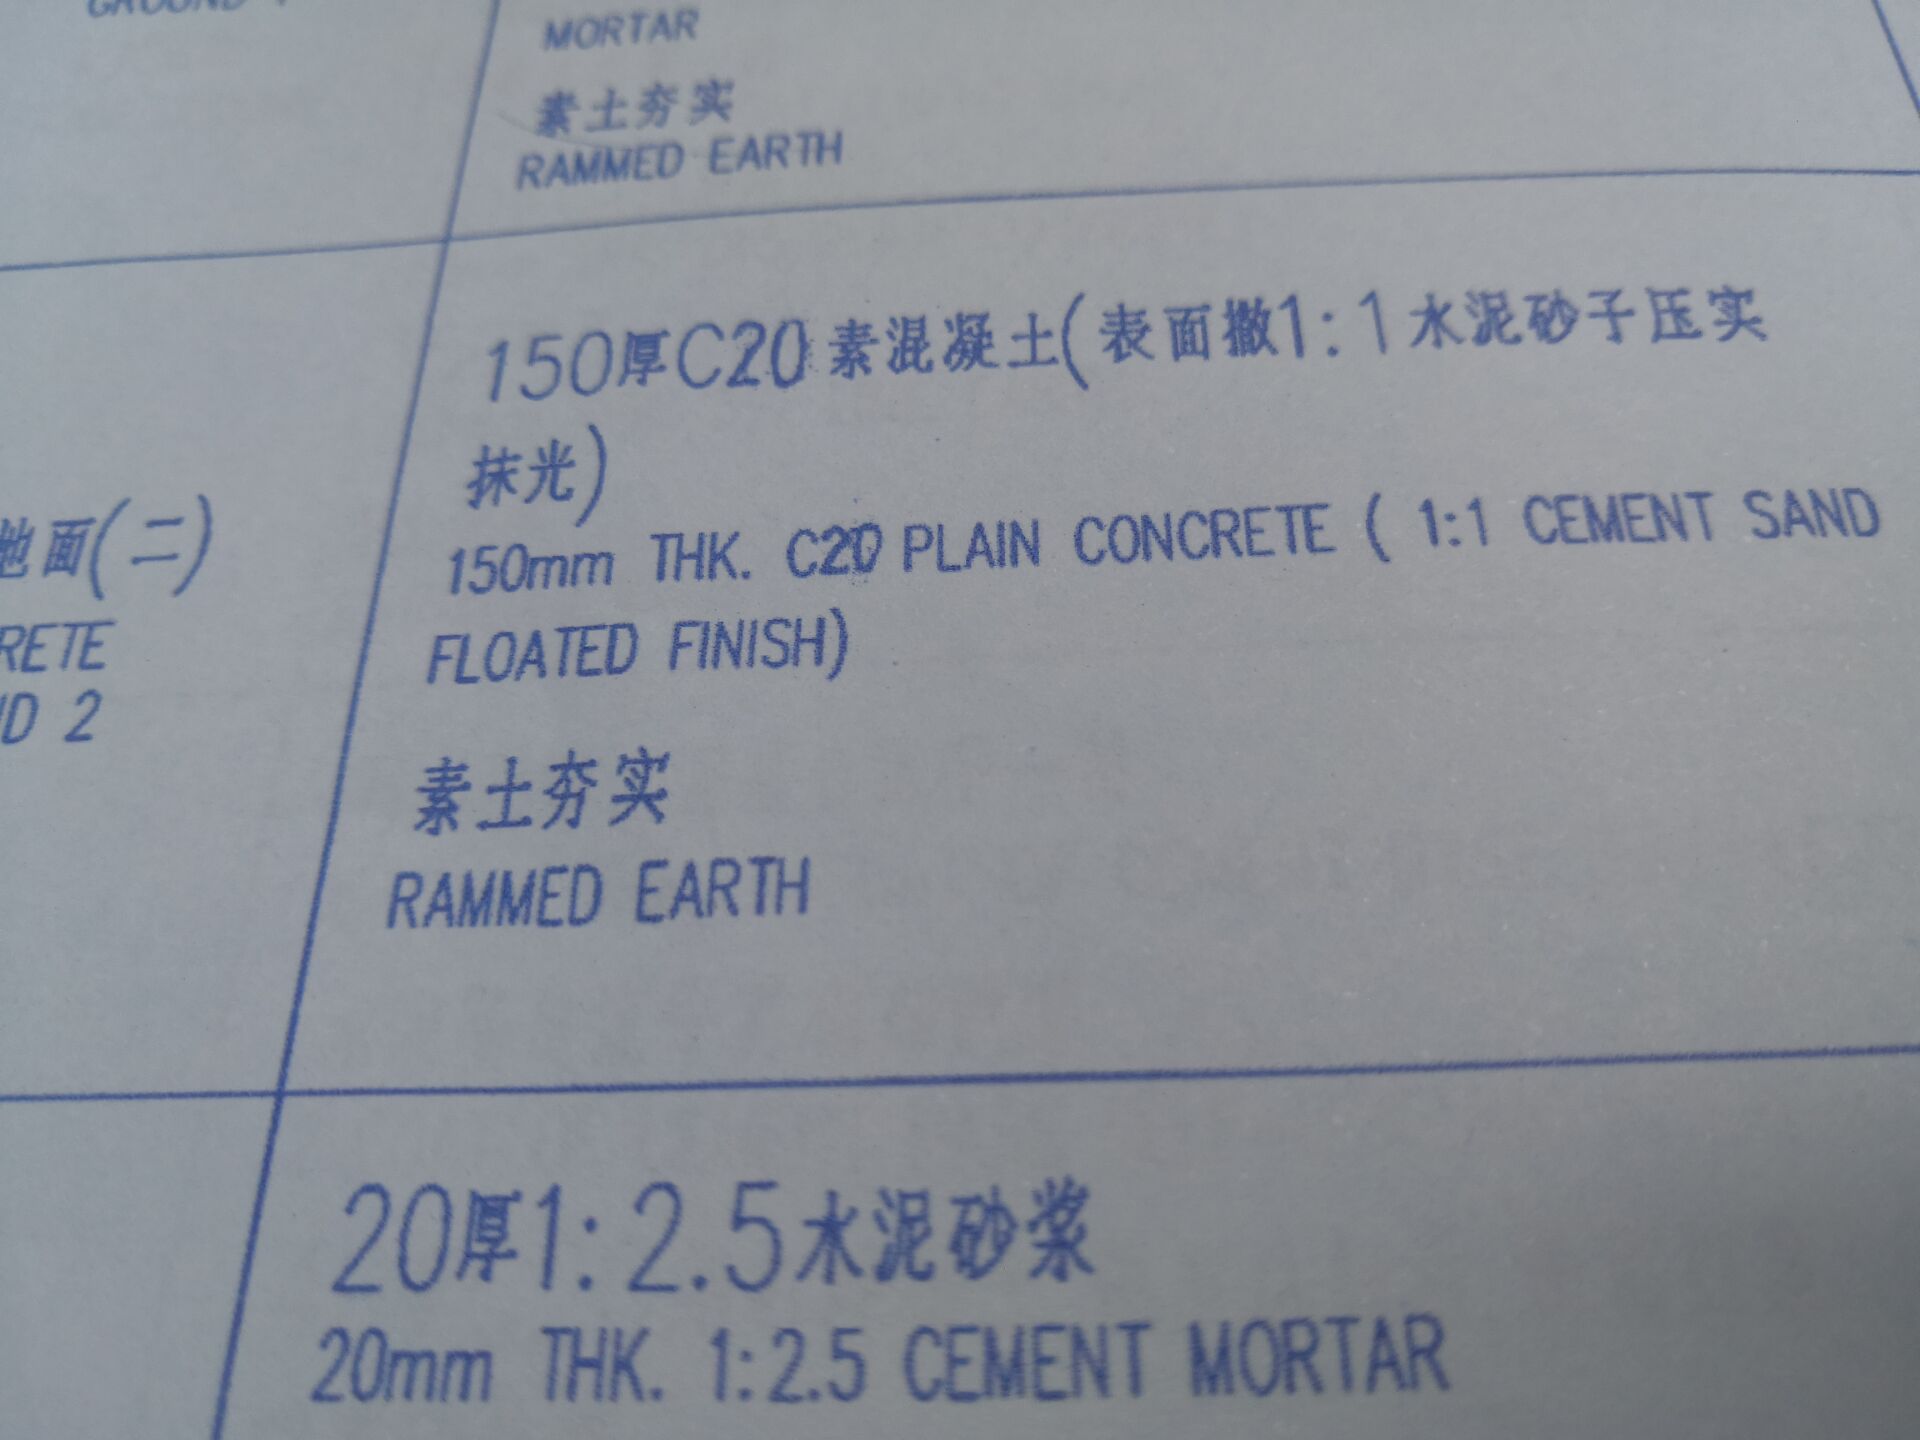 GROUND
MORTAR
素土夯实
RAMMED EARTH
150厚C20素混凝土(表面撒1:1水泥砂子压实
抹光)
150mm THK. C20 PLAIN CONCRETE ( 1:1 CEMENT SAND
FLOATED FINISH)
素土夯实
RAMMED EARTH
地面(二)
RETE
ND 2
20厚1:2.5水泥砂浆
20mm THK. 1:2.5 CEMENT MORTAR